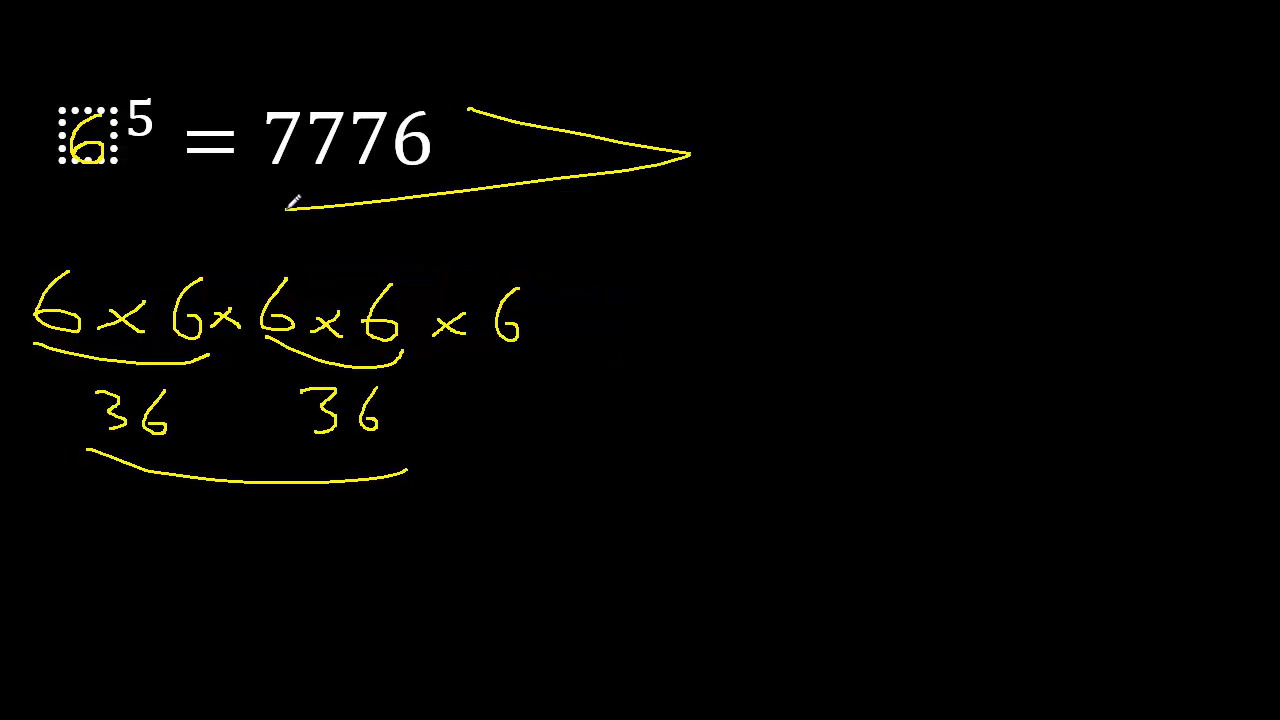 6⁵ = 7776
6 × 6 × 6 × 6 × 6
36 36